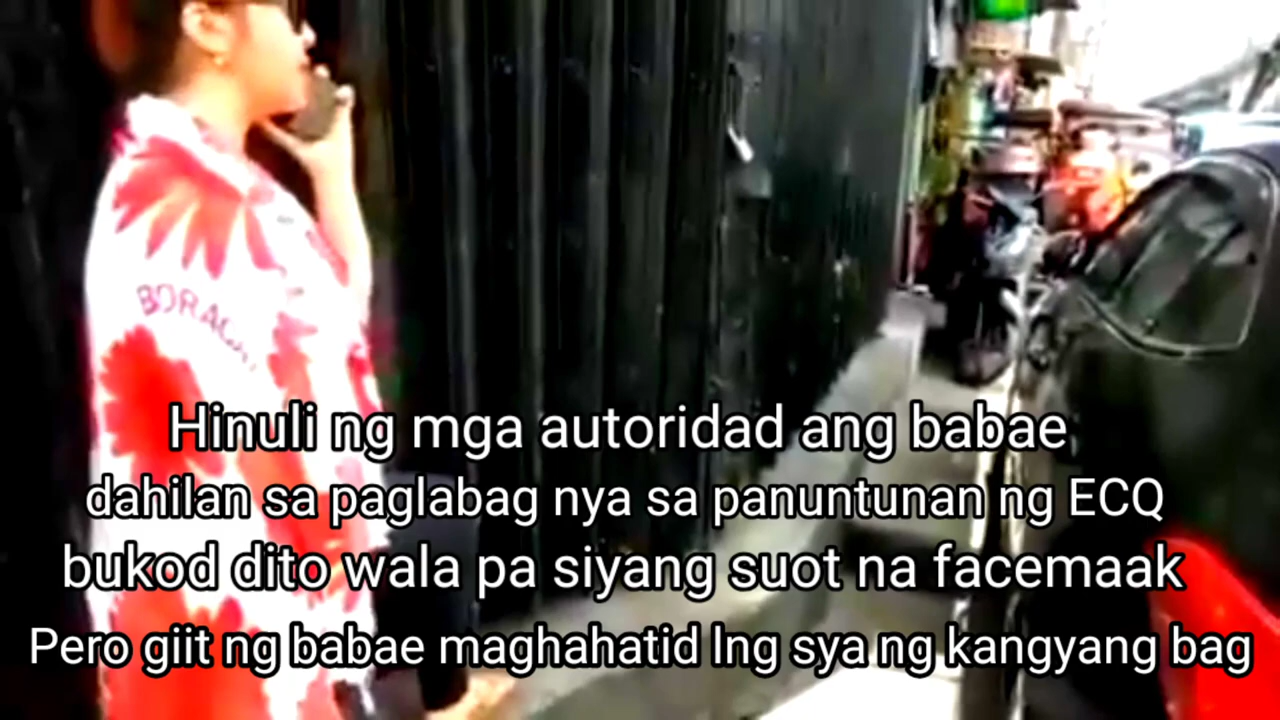 BORACAY
Hinuli ng mga autoridad ang babae
dahilan sa paglabag nya sa panuntunan ng ECQ
bukod dito wala pa siyang suot na facemaak
Pero giit ng babae maghahatid lng sya ng kangyang bag